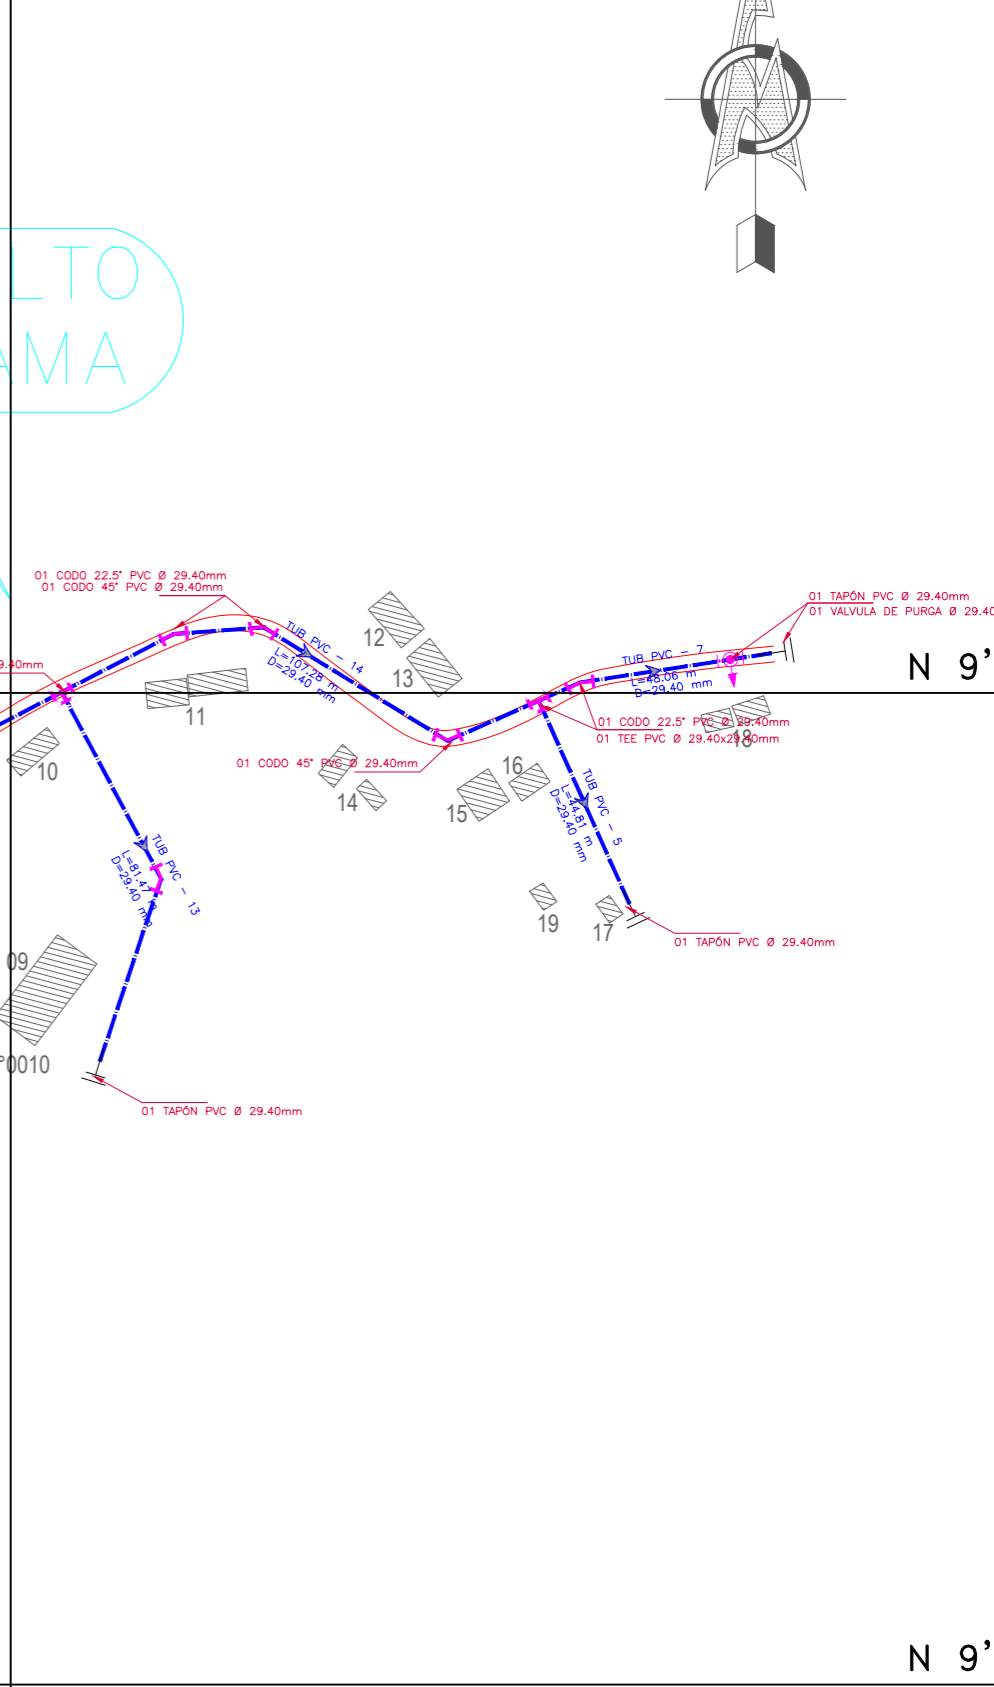 LTO
AMA
01 CODO 22.5° PVC Ø 29.40mm
01 CODO 45° PVC Ø 29.40mm
TUB PVC - 14
L=107.28 m
D=29.40 mm
12
13
01 TAPÓN PVC Ø 29.40mm
01 VALVULA DE PURGA Ø 29.40
TUB PVC - 7
L=48.06 m
D=29.40 mm
N 9'
9.40mm
11
10
01 CODO 22.5° PVC Ø 29.40mm
01 TEE PVC Ø 29.40x29.40mm
18
01 CODO 45° PVC Ø 29.40mm
14
15
16
TUB PVC - 5
L=44.81 m
D=29.40 mm
TUB PVC - 13
L=81.47 m
D=29.40 mm
19
17
01 TAPÓN PVC Ø 29.40mm
09
°0010
01 TAPÓN PVC Ø 29.40mm
N 9'